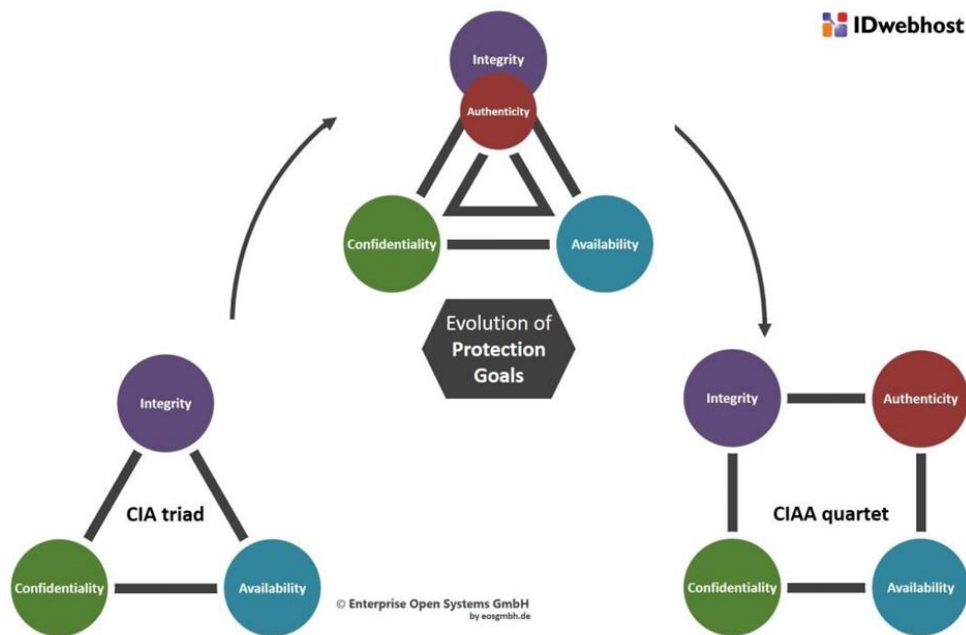 IDwebhost
Integrity
Authenticity
Confidentiality
Availability
Evolution of
Protection
Goals
Integrity
CIA triad
Confidentiality
Availability
Integrity
Authenticity
CIAA quartet
Confidentiality
Availability
© Enterprise Open Systems GmbH
by eosgmbh.de